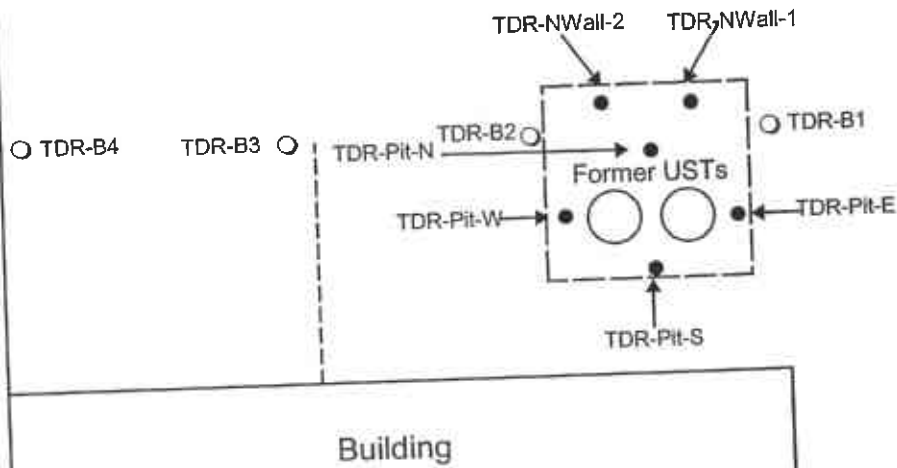 TDR-NWall-2
TDR-NWall-1
TDR-B4
TDR-B3
TDR-Pit-N
TDR-B2
TDR-B1
Former USTs
TDR-Pit-W
TDR-Pit-E
TDR-Pit-S
Building